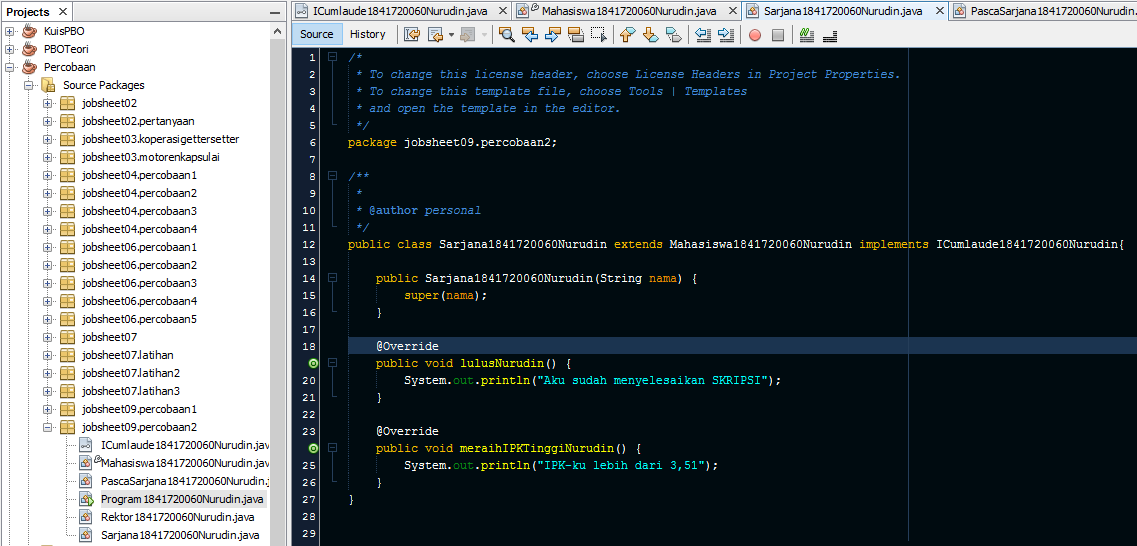 Projects
KuisPBO
PBOTeori
Percobaan
Source Packages
jobsheet02
jobsheet02.pertanyaan
jobsheet03.koperasigettersetter
jobsheet03.motorenkapsulai
jobsheet04.percobaan1
jobsheet04.percobaan2
jobsheet04.percobaan3
jobsheet04.percobaan4
jobsheet06.percobaan1
jobsheet06.percobaan2
jobsheet06.percobaan3
jobsheet06.percobaan4
jobsheet06.percobaan5
jobsheet07
jobsheet07.latihan
jobsheet07.latihan2
jobsheet07.latihan3
jobsheet09.percobaan1
jobsheet09.percobaan2
ICumlaude1841720060Nurudin.jav
Mahasiswa1841720060Nurudin.jav
PascaSarjana1841720060Nurudin.j
Program1841720060Nurudin.java
Rektor1841720060Nurudin.java
Sarjana1841720060Nurudin.java
ICumlaude1841720060Nurudin.java Mahasiswa1841720060Nurudin.java Sarjana1841720060Nurudin.java PascaSarjana1841720060Nurudin.
Source History
1 /*
2 * To change this license header, choose License Headers in Project Properties.
3 * To change this template file, choose Tools | Templates
4 * and open the template in the editor.
5 */
6 package jobsheet09.percobaan2;
7
8 /**
9 *
10 * @author personal
11 */
12 public class Sarjana1841720060Nurudin extends Mahasiswa1841720060Nurudin implements ICumlaude1841720060Nurudin{
13
14 public Sarjana1841720060Nurudin(String nama) {
15 super(nama);
16 }
17
18 @Override
public void lulusNurudin() {
20 System.out.println("Aku sudah menyelesaikan SKRIPSI");
21 }
22
23 @Override
public void meraihIPKTinggiNurudin() {
25 System.out.println("IPK-ku lebih dari 3,51");
26 }
27 }
28
29